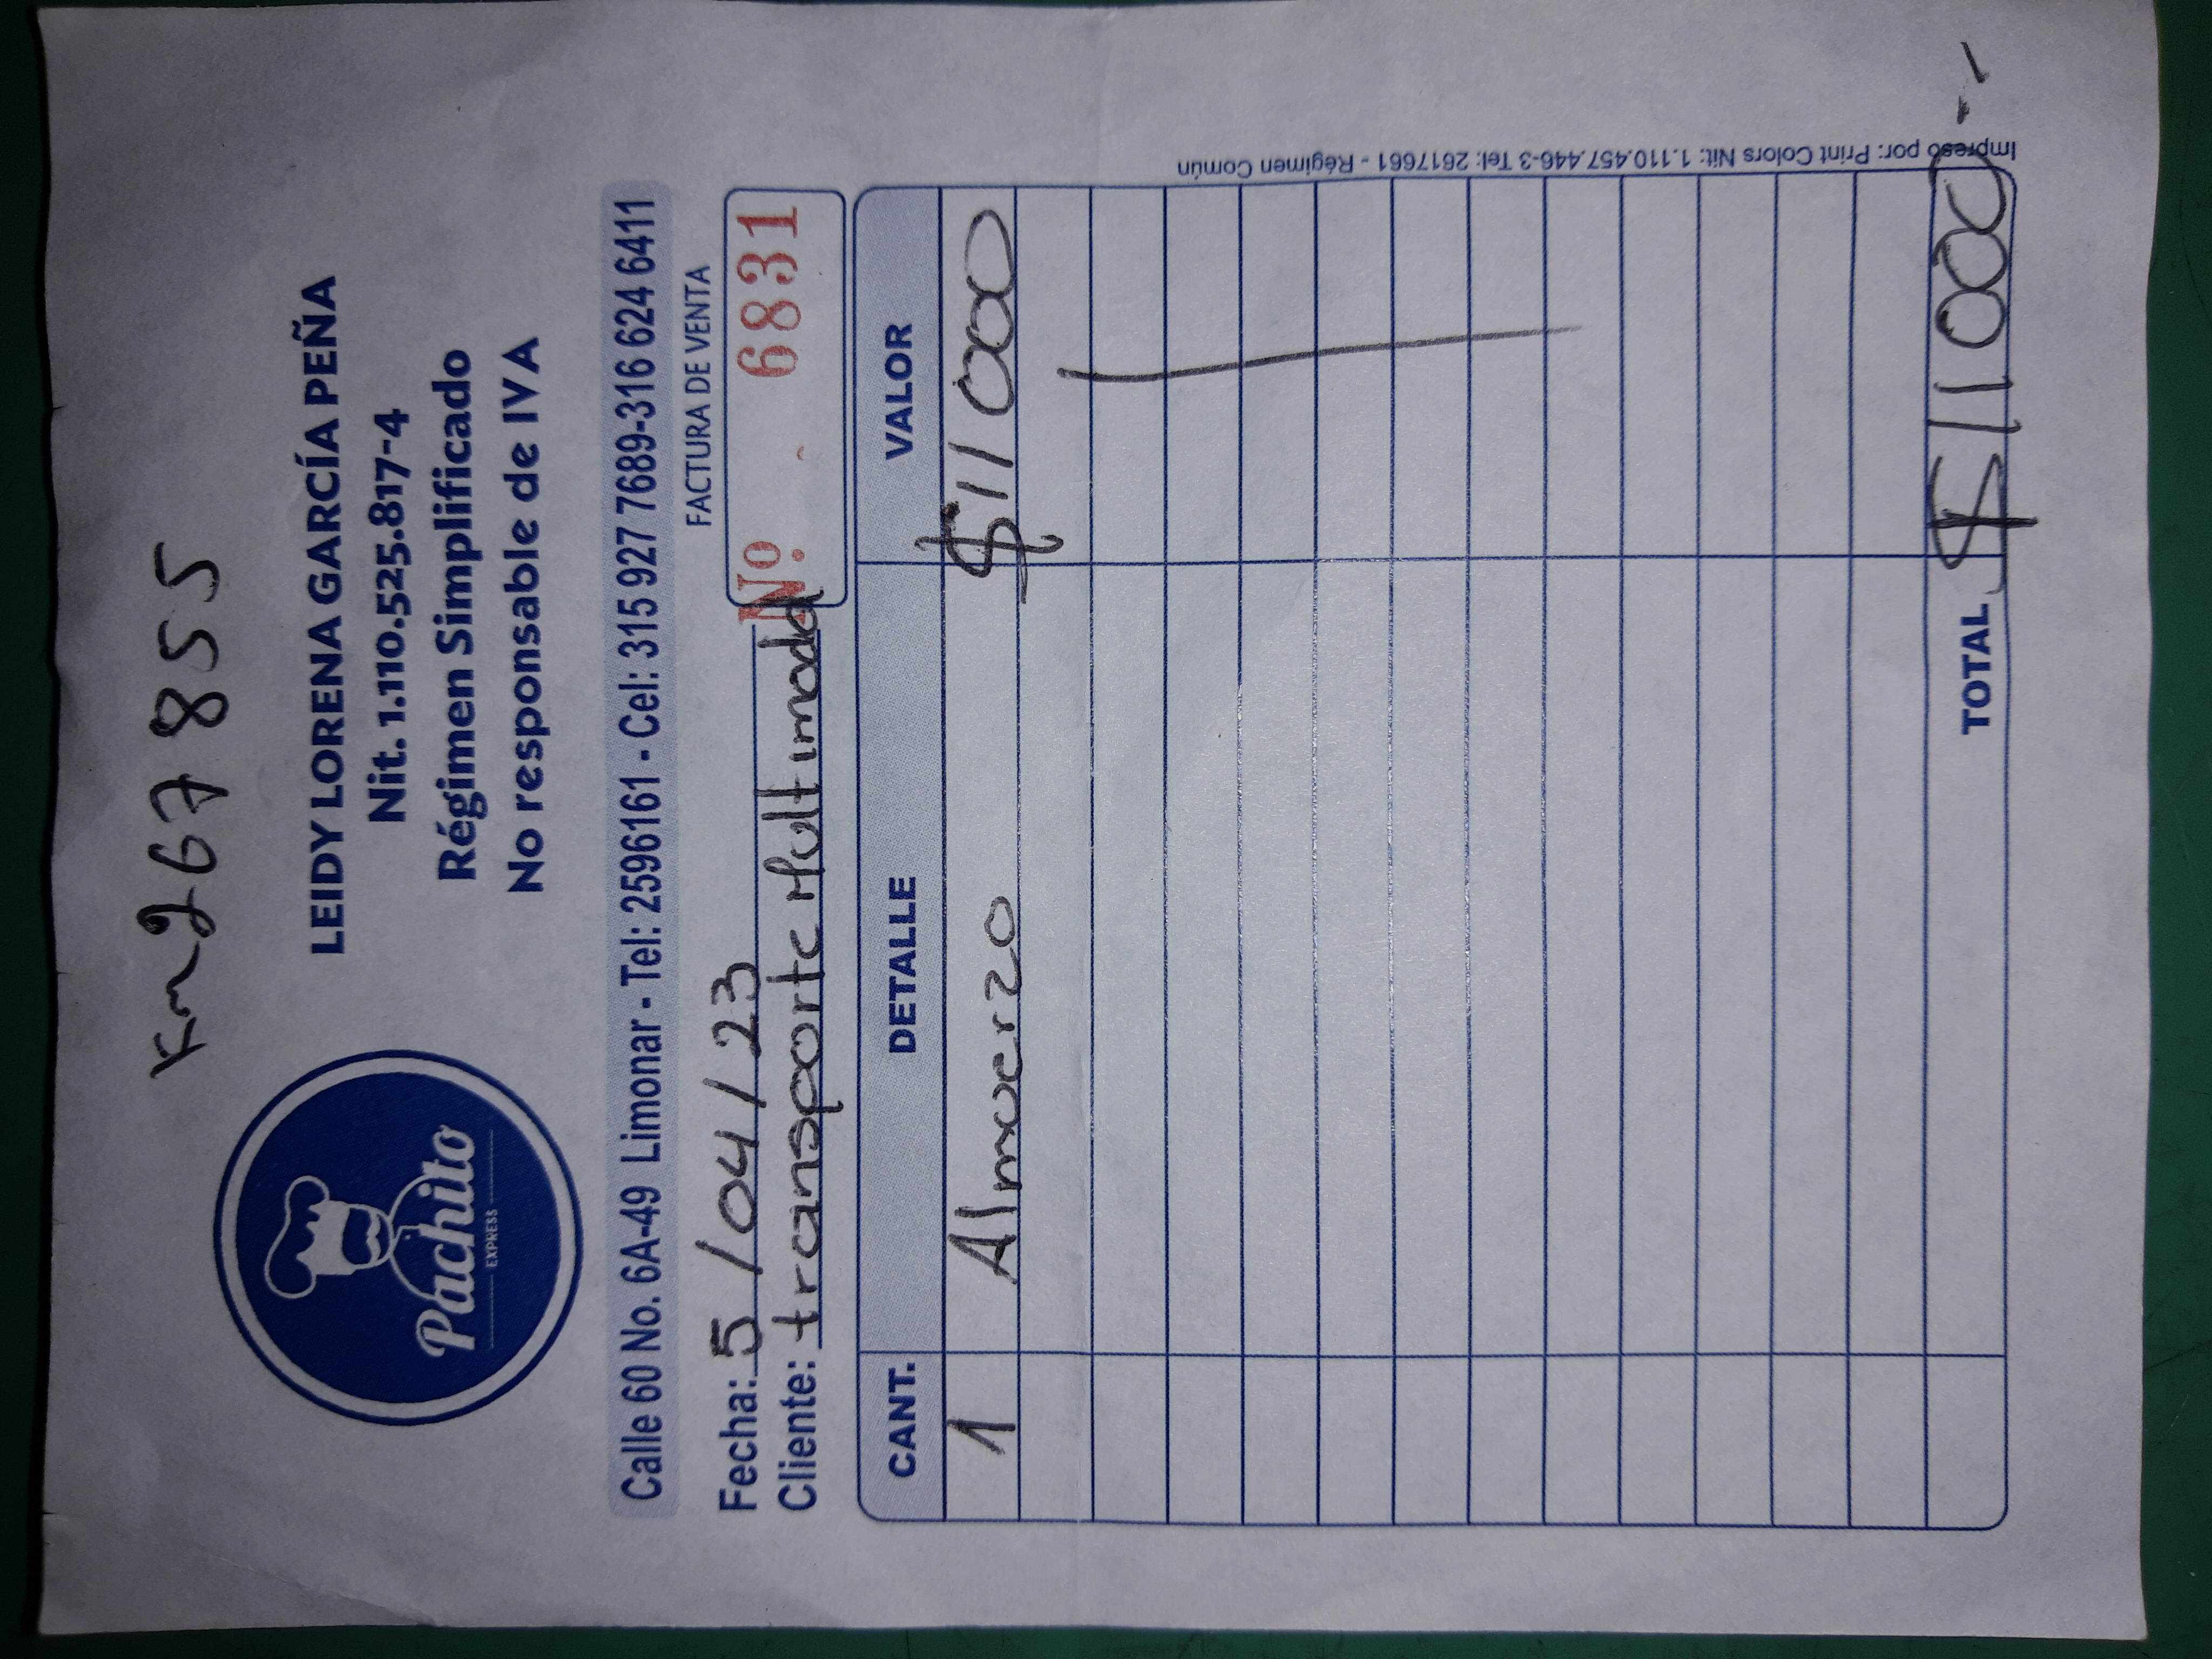 Km 267 855
Pachito
EXPRESS
LEIDY LORENA GARCÍA PEÑA
Nit. 1.110.525.817-4
Régimen Simplificado
No responsable de IVA
Calle 60 No. 6A-49 Limonar - Tel: 2596161 - Cel: 315 927 7689-316 624 6411
FACTURA DE VENTA
Nº. 6831
Fecha: 5/04/23
Cliente: transporte Multimodal
CANT. DETALLE VALOR
1 Almuerzo $11000
TOTAL $11000
Impreso por: Print Colors Nit: 1.110.457.446-3 Tel: 2617661 - Régimen Común